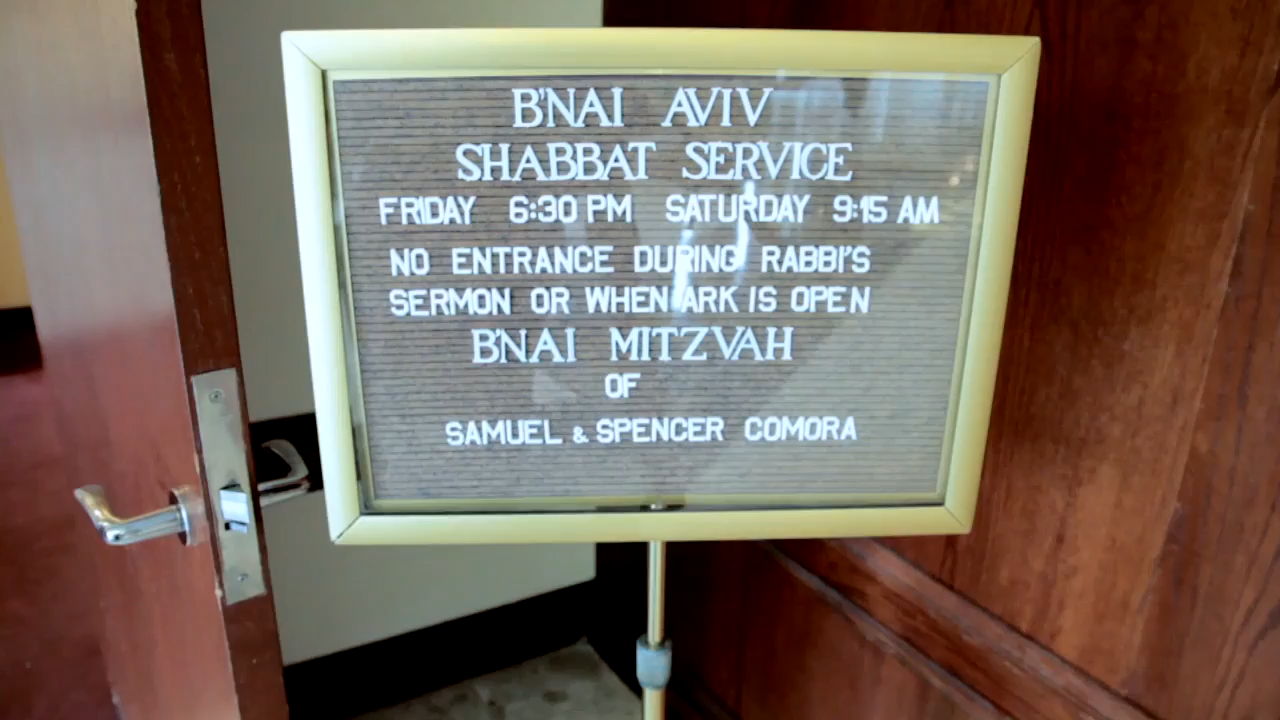 B'NAI AVIV
SHABBAT SERVICE
FRIDAY 6:30 PM SATURDAY 9:15 AM
NO ENTRANCE DURING RABBI'S
SERMON OR WHEN ARK IS OPEN
B'NAI MITZVAH
OF
SAMUEL & SPENCER COMORA